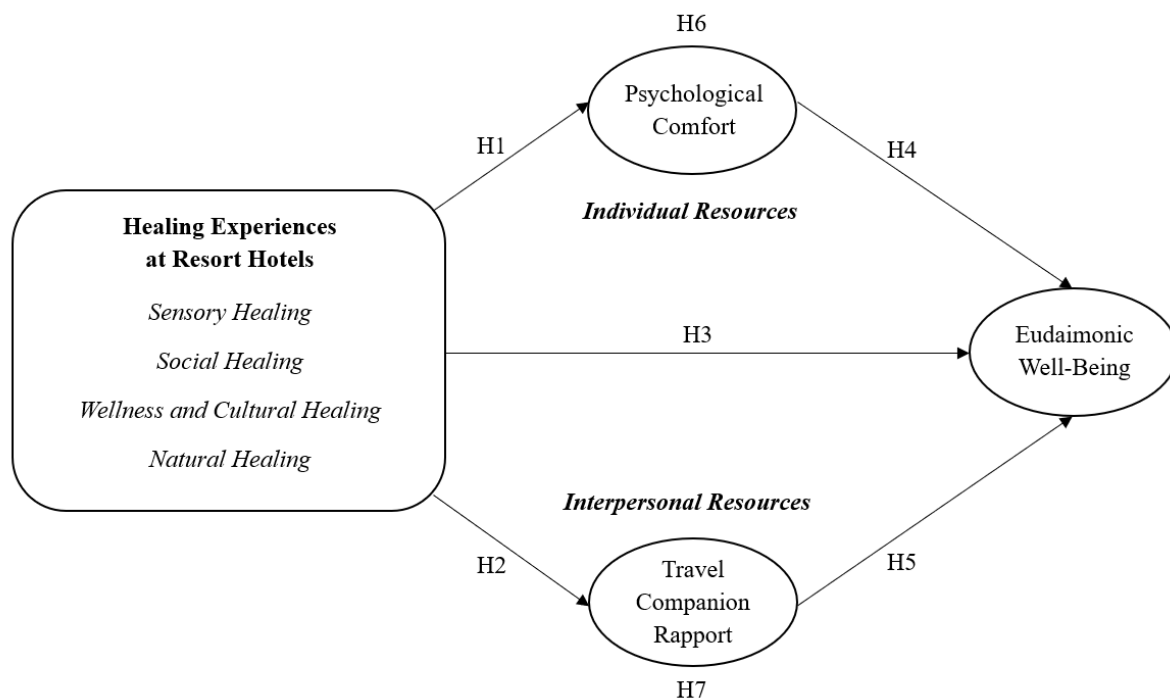 H6
Psychological
Comfort
H1
H4
Individual Resources
Healing Experiences
at Resort Hotels
Sensory Healing
Social Healing
Wellness and Cultural Healing
Natural Healing
H3
Eudaimonic
Well-Being
Interpersonal Resources
H2
H5
Travel
Companion
Rapport
H7